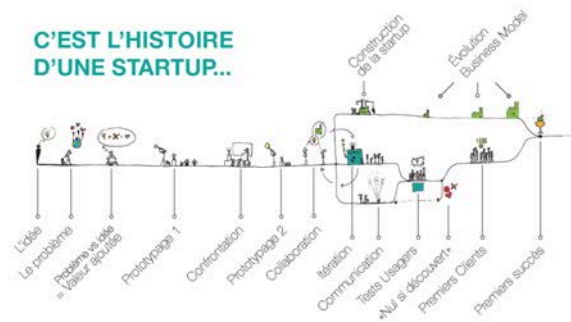 C'EST L'HISTOIRE
D'UNE STARTUP...
Construction
de la startup
Évolution
Business Model
L'idée
Le problème
Problème vs idée
= Valeur ajoutée
Prototypage 1
Confrontation
Prototypage 2
Collaboration
Itération
Communication
Tests Usagers
«Nul si découvert»
Premiers Clients
Premiers succès